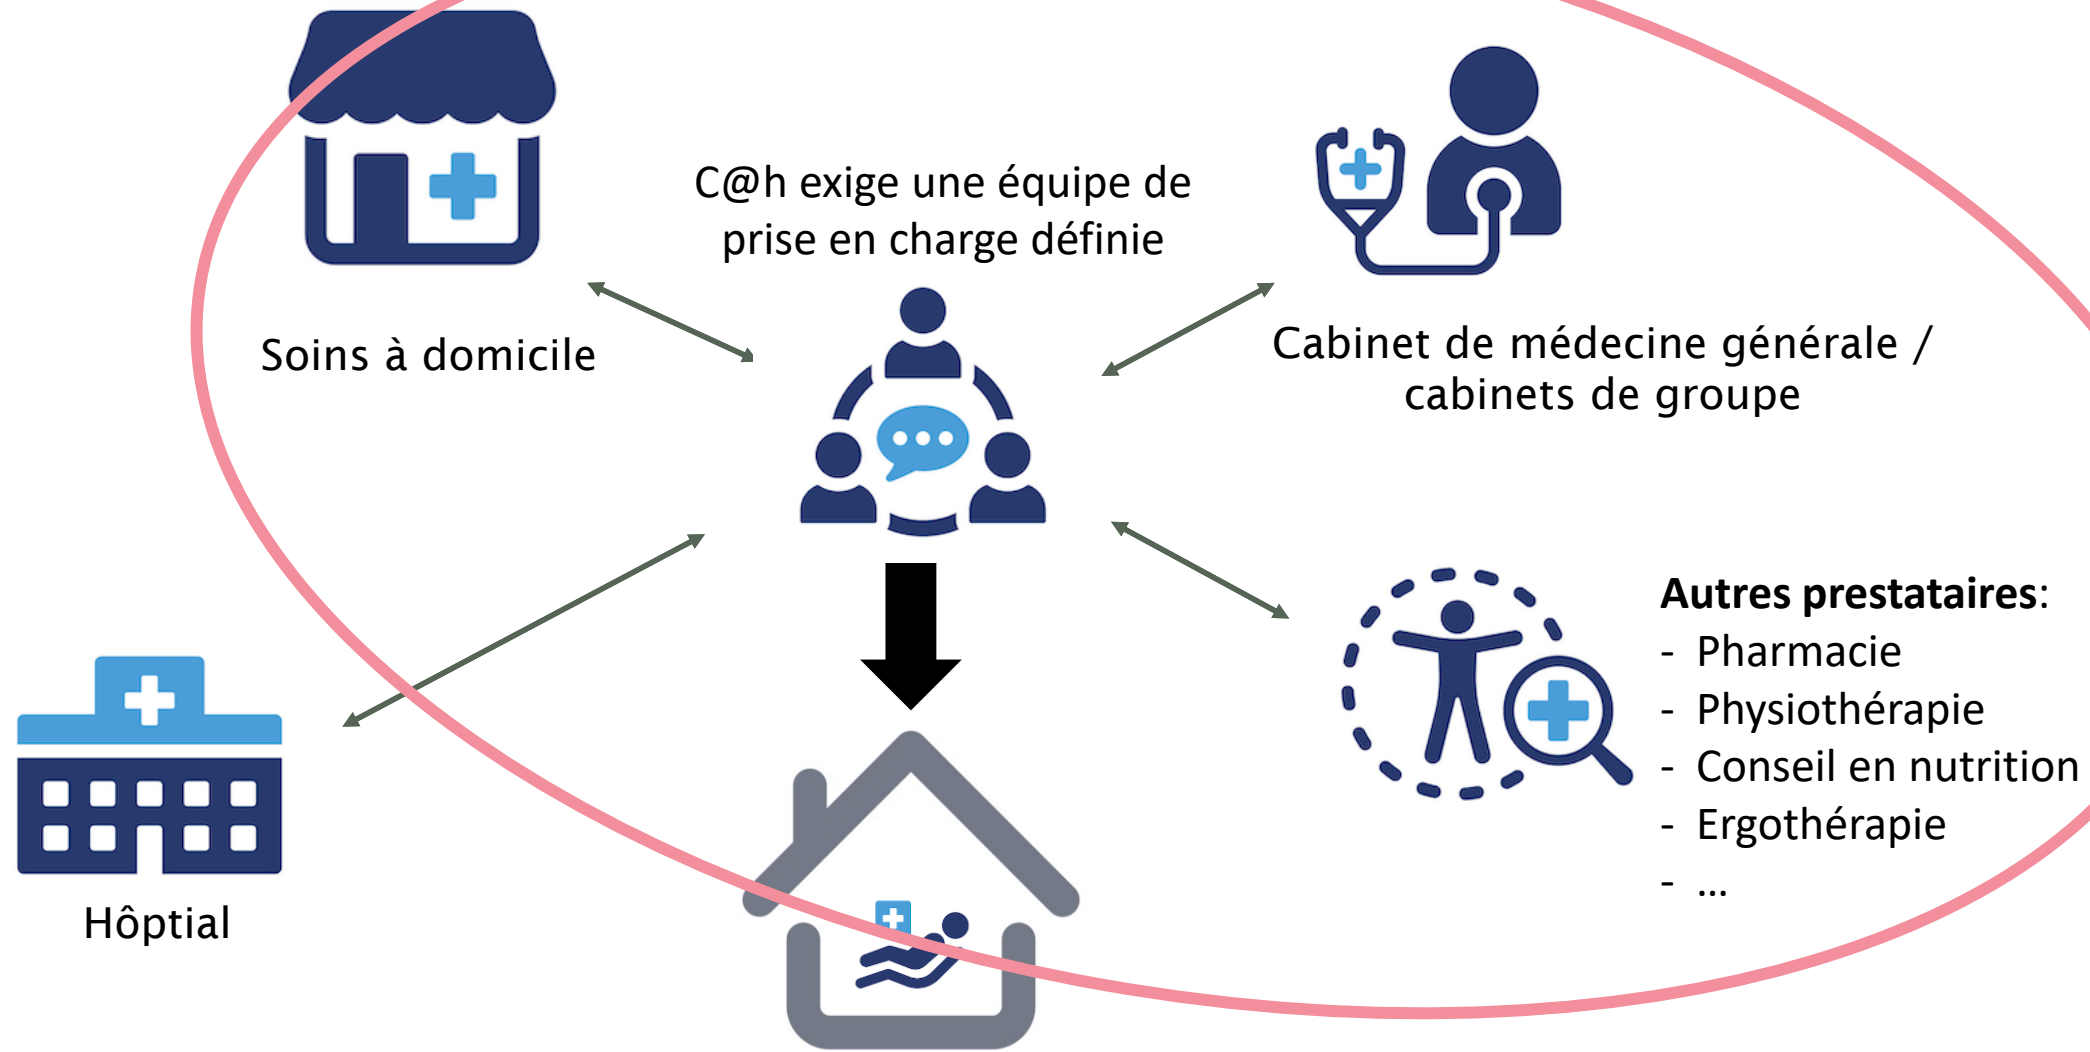 C@h exige une équipe de
prise en charge définie
Soins à domicile
Cabinet de médecine générale /
cabinets de groupe
Autres prestataires:
- Pharmacie
- Physiothérapie
- Conseil en nutrition
- Ergothérapie
- ...
Hôptial